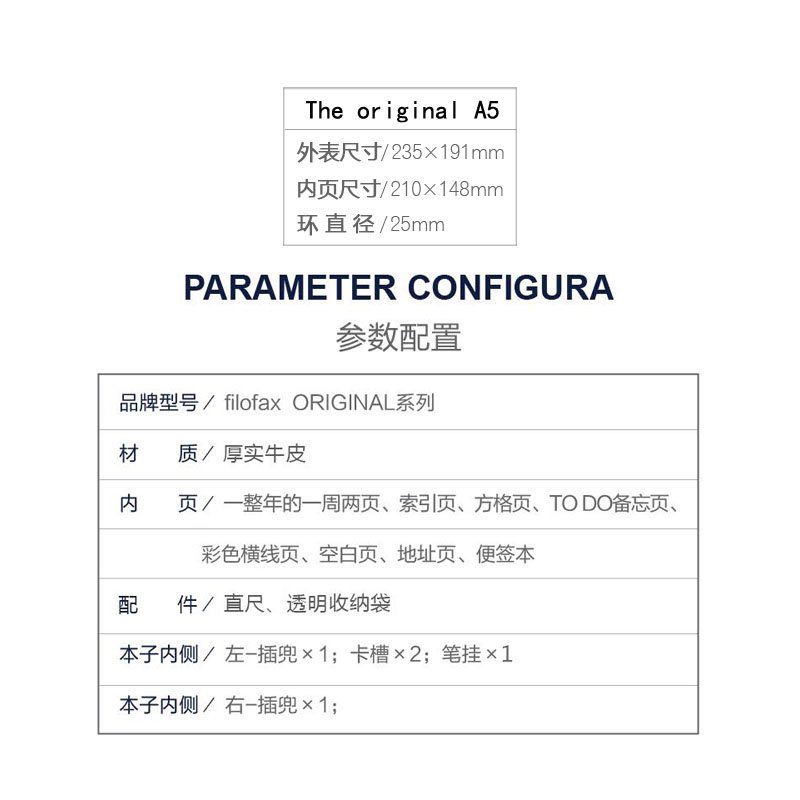 The original A5
外表尺寸/235×191mm
内页尺寸/210×148mm
环直径/25mm
PARAMETER CONFIGURA
参数配置
品牌型号/ filofax ORIGINAL系列
材 质/ 厚实牛皮
内 页/ 一整年的一周两页、索引页、方格页、TO DO备忘页、
彩色横线页、空白页、地址页、便签本
配 件/ 直尺、透明收纳袋
本子内侧/ 左-插兜×1；卡槽×2；笔挂×1
本子内侧/ 右-插兜×1；